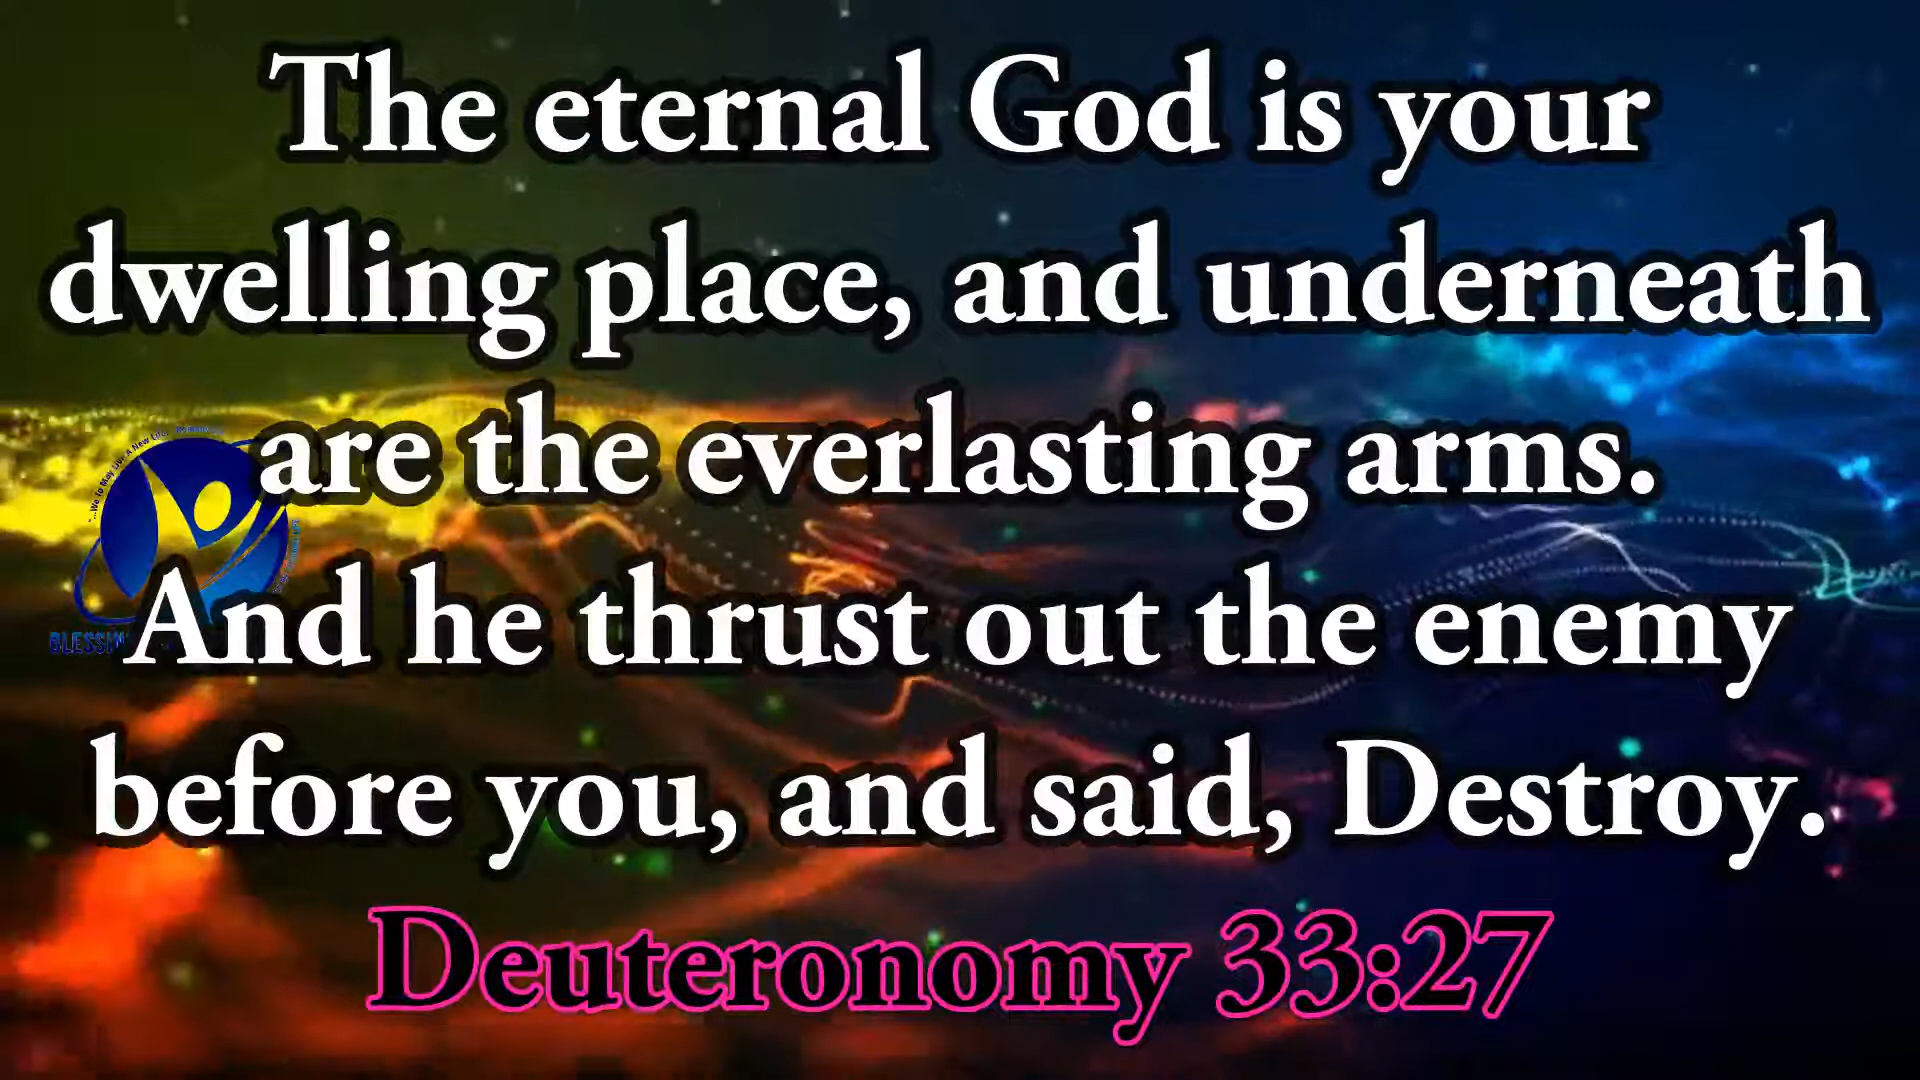 The eternal God is your
dwelling place, and underneath
are the everlasting arms.
And he thrust out the enemy
before you, and said, Destroy.
Deuteronomy 33:27